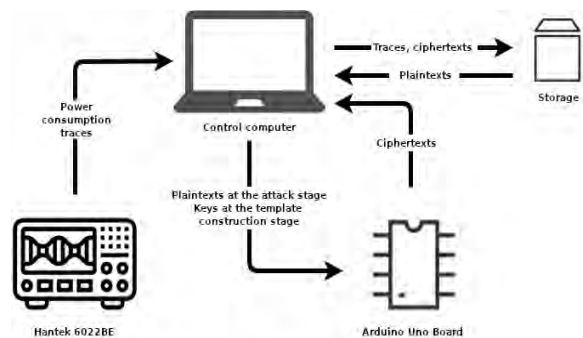 Traces, ciphertexts
Plaintexts
Storage
Power
consumption
traces
Control computer
Ciphertexts
Plaintexts at the attack stage
Keys at the template
construction stage
Hantek 6022BE
Arduino Uno Board